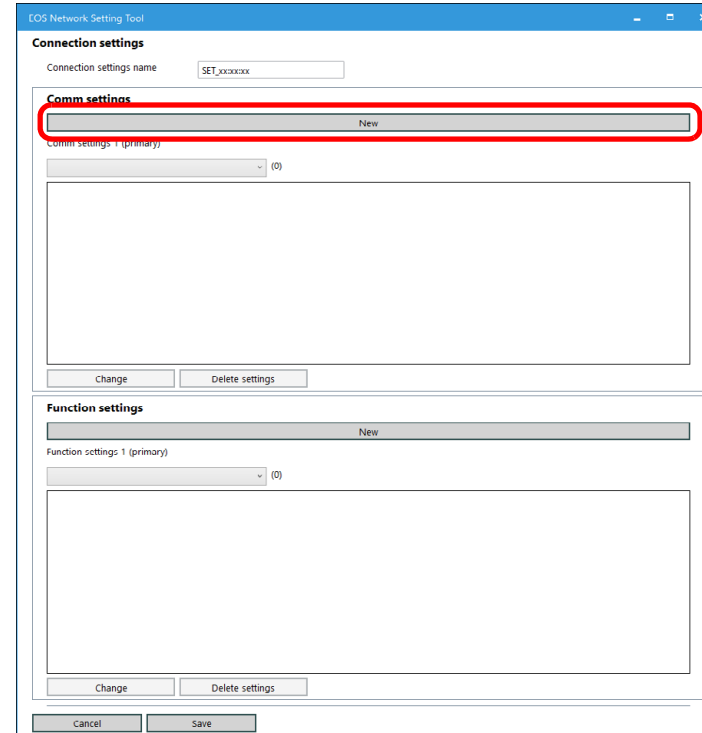 EOS Network Setting Tool
Connection settings
Connection settings name SET_xx:xx:xx
Comm settings
New
Comm settings 1 (primary)
(0)
Change Delete settings
Function settings
New
Function settings 1 (primary)
(0)
Change Delete settings
Cancel Save